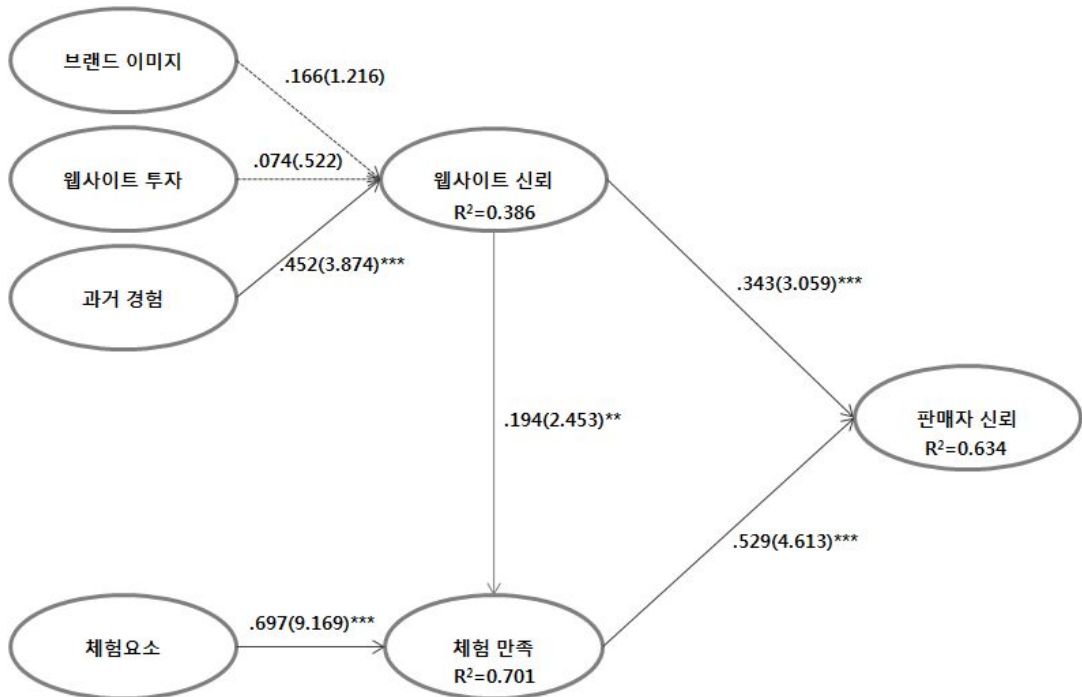 브랜드 이미지
.166(1.216)
웹사이트 투자
.074(.522)
웹사이트 신뢰
R²=0.386
과거 경험
.452(3.874)***
.343(3.059)***
.194(2.453)**
판매자 신뢰
R²=0.634
.529(4.613)***
체험요소
.697(9.169)***
체험 만족
R²=0.701